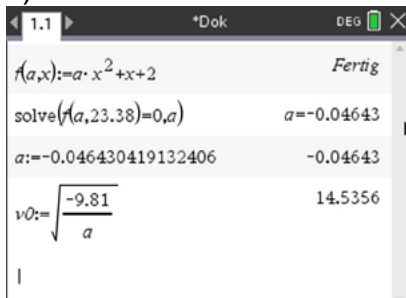 1.1 *Dok DEG
f(a,x):=a·x²+x+2 Fertig
solve(f(a,23.38)=0,a) a=-0.04643
a:=-0.046430419132406 -0.04643
v0:=√(-9.81/a) 14.5356